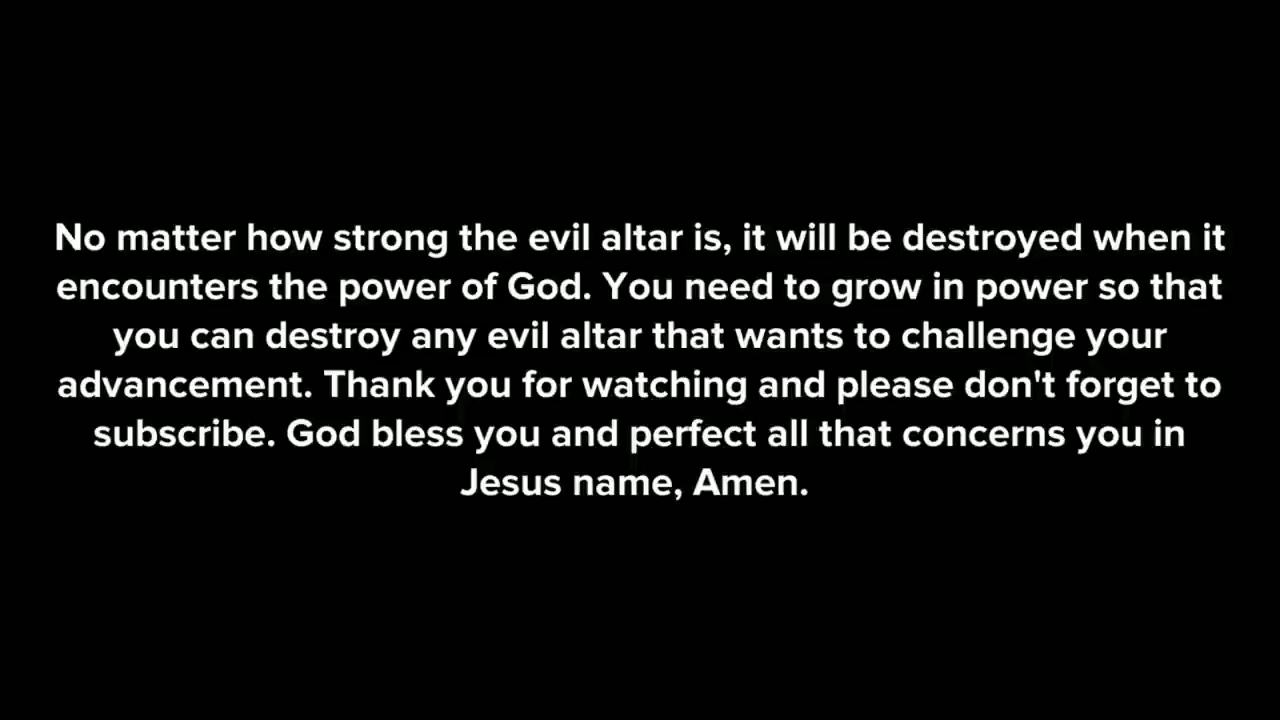 No matter how strong the evil altar is, it will be destroyed when it
encounters the power of God. You need to grow in power so that
you can destroy any evil altar that wants to challenge your
advancement. Thank you for watching and please don't forget to
subscribe. God bless you and perfect all that concerns you in
Jesus name, Amen.